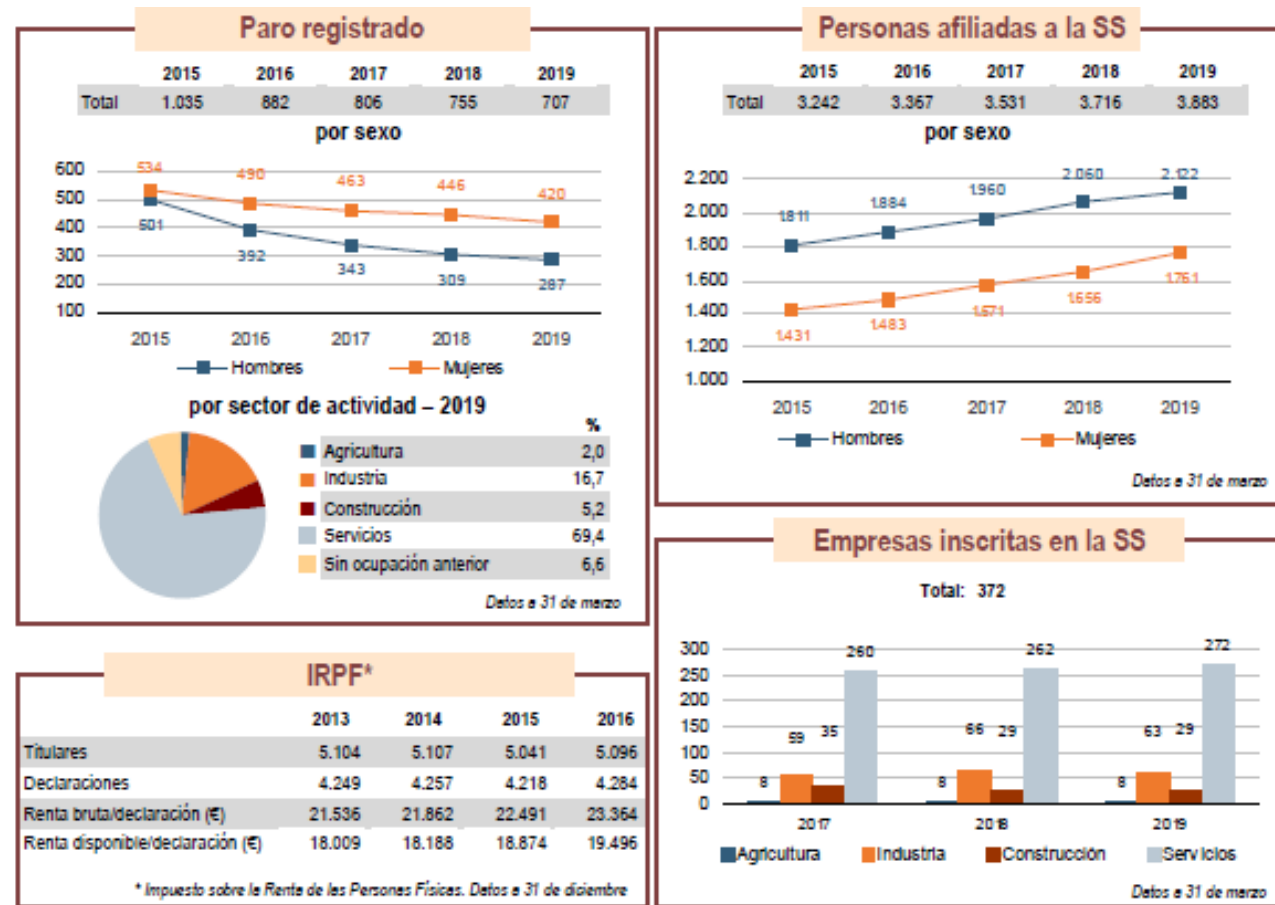 Paro registrado
2015 2016 2017 2018 2019
Total 1.035 882 806 755 707
por sexo
600
500
400
300
200
100
534 490 463 446 420
501 392 343 309 287
2015 2016 2017 2018 2019
Hombres Mujeres
por sector de actividad – 2019
%
Agricultura 2,0
Industria 16,7
Construcción 5,2
Servicios 69,4
Sin ocupación anterior 6,6
Datos a 31 de marzo
Personas afiliadas a la SS
2015 2016 2017 2018 2019
Total 3.242 3.367 3.531 3.716 3.883
por sexo
2.200
2.000
1.800
1.600
1.400
1.200
1.000
1.811 1.884 1.960 2.060 2.122
1.431 1.483 1.571 1.656 1.761
2015 2016 2017 2018 2019
Hombres Mujeres
Datos a 31 de marzo
IRPF*
2013 2014 2015 2016
Titulares 5.104 5.107 5.041 5.096
Declaraciones 4.249 4.257 4.218 4.284
Renta bruta/declaración (€) 21.536 21.862 22.491 23.364
Renta disponible/declaración (€) 18.009 18.188 18.874 19.496
* Impuesto sobre la Renta de las Personas Físicas. Datos a 31 de diciembre
Empresas inscritas en la SS
Total: 372
300
250
200
150
100
50
0
8 59 35 260
8 66 29 262
8 63 29 272
2017 2018 2019
Agricultura Industria Construcción Servicios
Datos a 31 de marzo